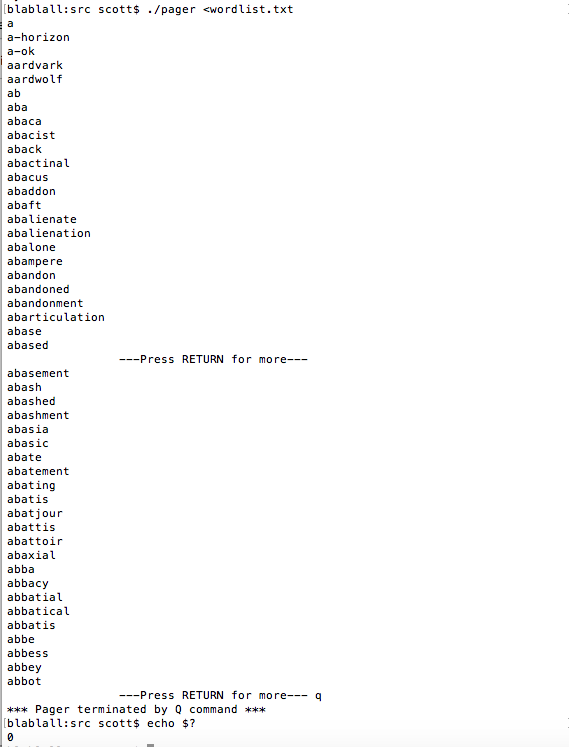 [blablall:src scott$ ./pager <wordlist.txt
a
a-horizon
a-ok
aardvark
aardwolf
ab
aba
abaca
abacist
aback
abactinal
abacus
abaddon
abaft
abalienate
abalienation
abalone
abampere
abandon
abandoned
abandonment
abarticulation
abase
abased
---Press RETURN for more---
abasement
abash
abashed
abashment
abasia
abasic
abate
abatement
abating
abatis
abatjour
abattis
abattoir
abaxial
abba
abbacy
abbatial
abbatical
abbatis
abbe
abbess
abbey
abbot
---Press RETURN for more--- q
*** Pager terminated by Q command ***
[blablall:src scott$ echo $?
0